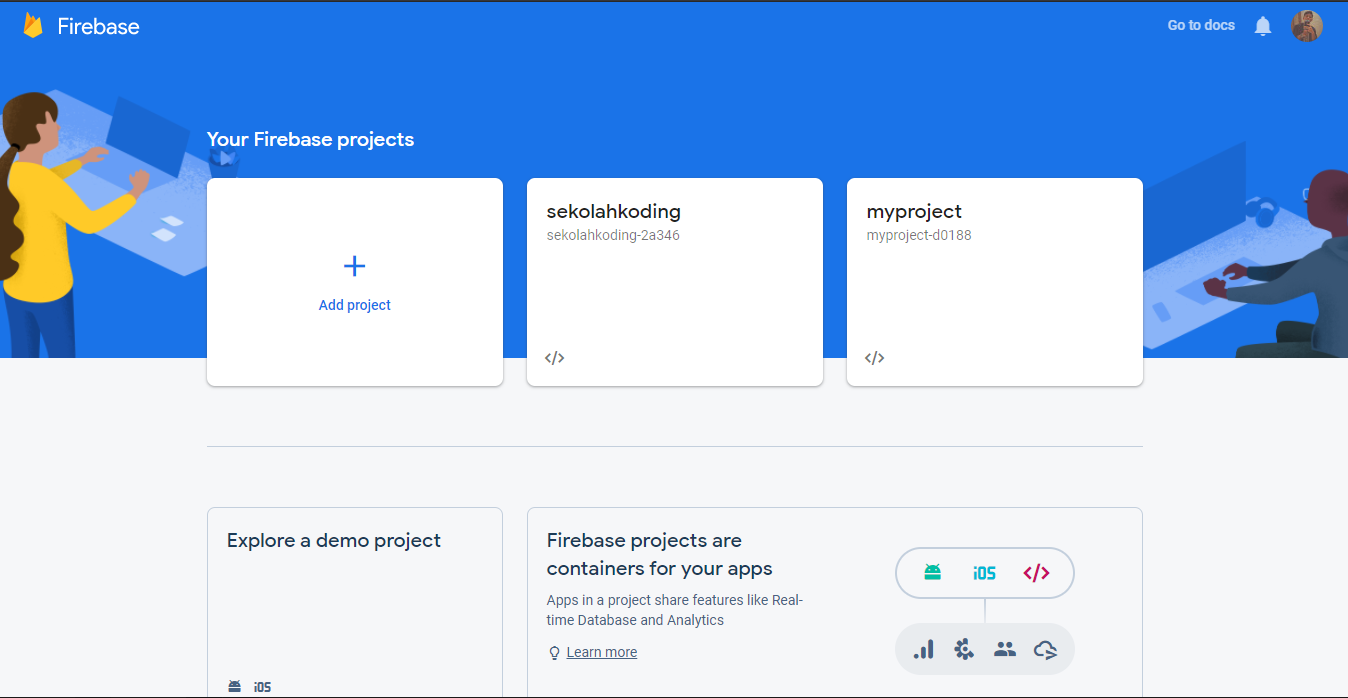 Firebase
Go to docs
Your Firebase projects
Add project
sekolahkoding
sekolahkoding-2a346
myproject
myproject-d0188
Explore a demo project
iOS
Firebase projects are
containers for your apps
Apps in a project share features like Real-
time Database and Analytics
Learn more
iOS